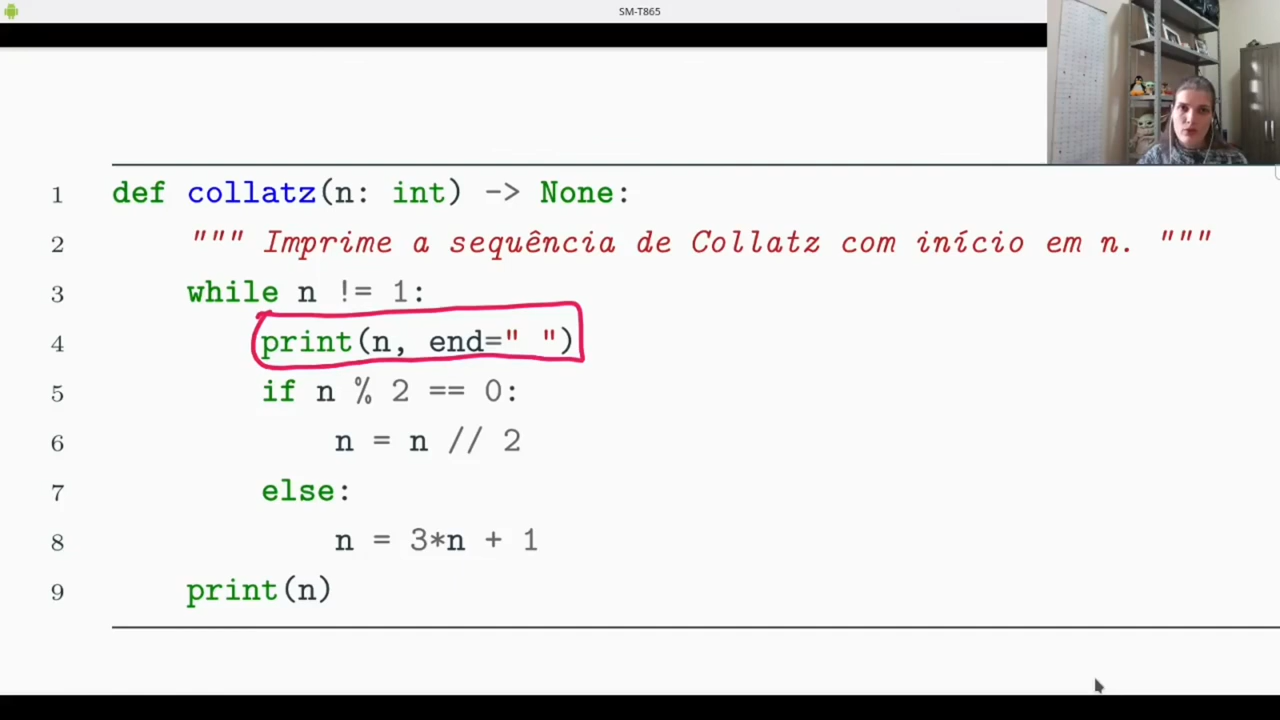 SM-T865
1 def collatz(n: int) -> None:
2 """ Imprime a sequência de Collatz com início em n. """
3 while n != 1:
4 print(n, end=" ")
5 if n % 2 == 0:
6 n = n // 2
7 else:
8 n = 3*n + 1
9 print(n)